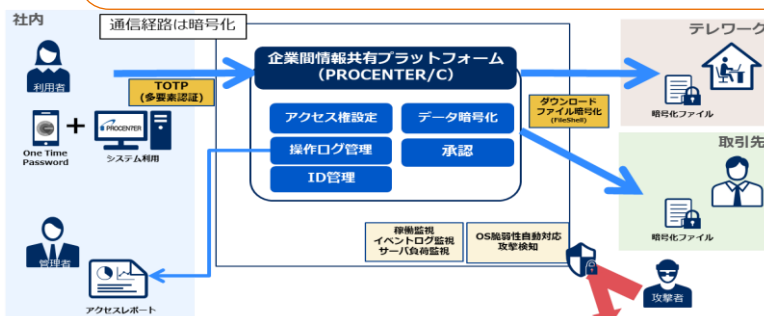 社内
通信経路は暗号化
利用者
TOTP
(多要素認証)
One Time
Password
PROCENTER
システム利用
管理者
アクセスレポート
企業間情報共有プラットフォーム
(PROCENTER/C)
アクセス権設定
データ暗号化
操作ログ管理
承認
ID管理
ダウンロード
ファイル暗号化
(FileShell)
稼働監視
イベントログ監視
サーバ負荷監視
OS脆弱性自動対応
攻撃検知
テレワーク
暗号化ファイル
取引先
暗号化ファイル
攻撃者